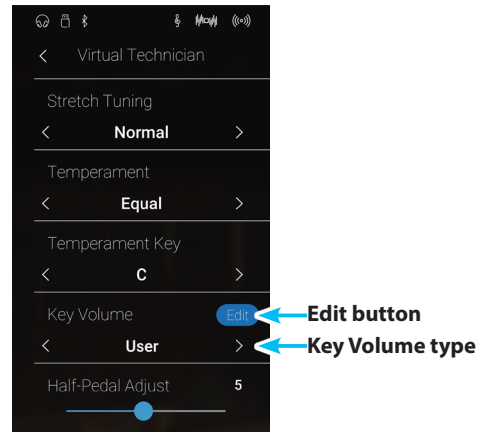 Virtual Technician
Stretch Tuning
Normal
Temperament
Equal
Temperament Key
C
Key Volume Edit
Edit button
User
Key Volume type
Half-Pedal Adjust 5